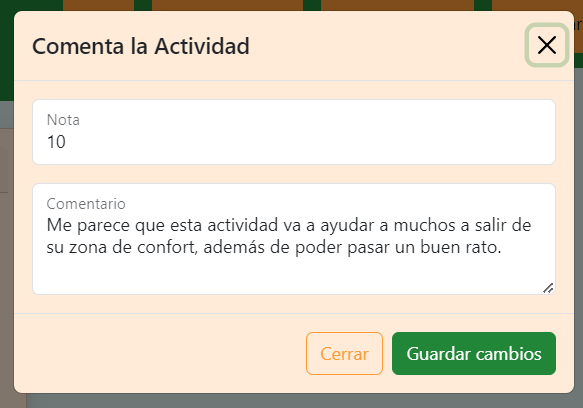 Comenta la Actividad
Nota
10
Comentario
Me parece que esta actividad va a ayudar a muchos a salir de
su zona de confort, además de poder pasar un buen rato.
Cerrar
Guardar cambios